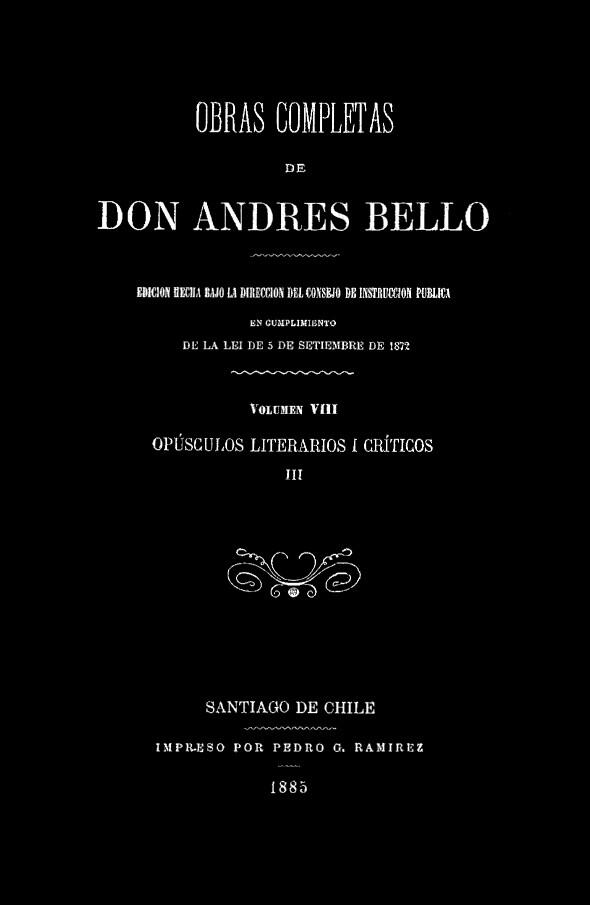 OBRAS COMPLETAS
DE
DON ANDRES BELLO
EDICION HECHA BAJO LA DIRECCION DEL CONSEJO DE INSTRUCCION PUBLICA
EN CUMPLIMIENTO
DE LA LEI DE 5 DE SETIEMBRE DE 1872
VOLUMEN VIII
OPÚSCULOS LITERARIOS I CRÍTICOS
III
SANTIAGO DE CHILE
IMPRESO POR PEDRO G. RAMIREZ
1885